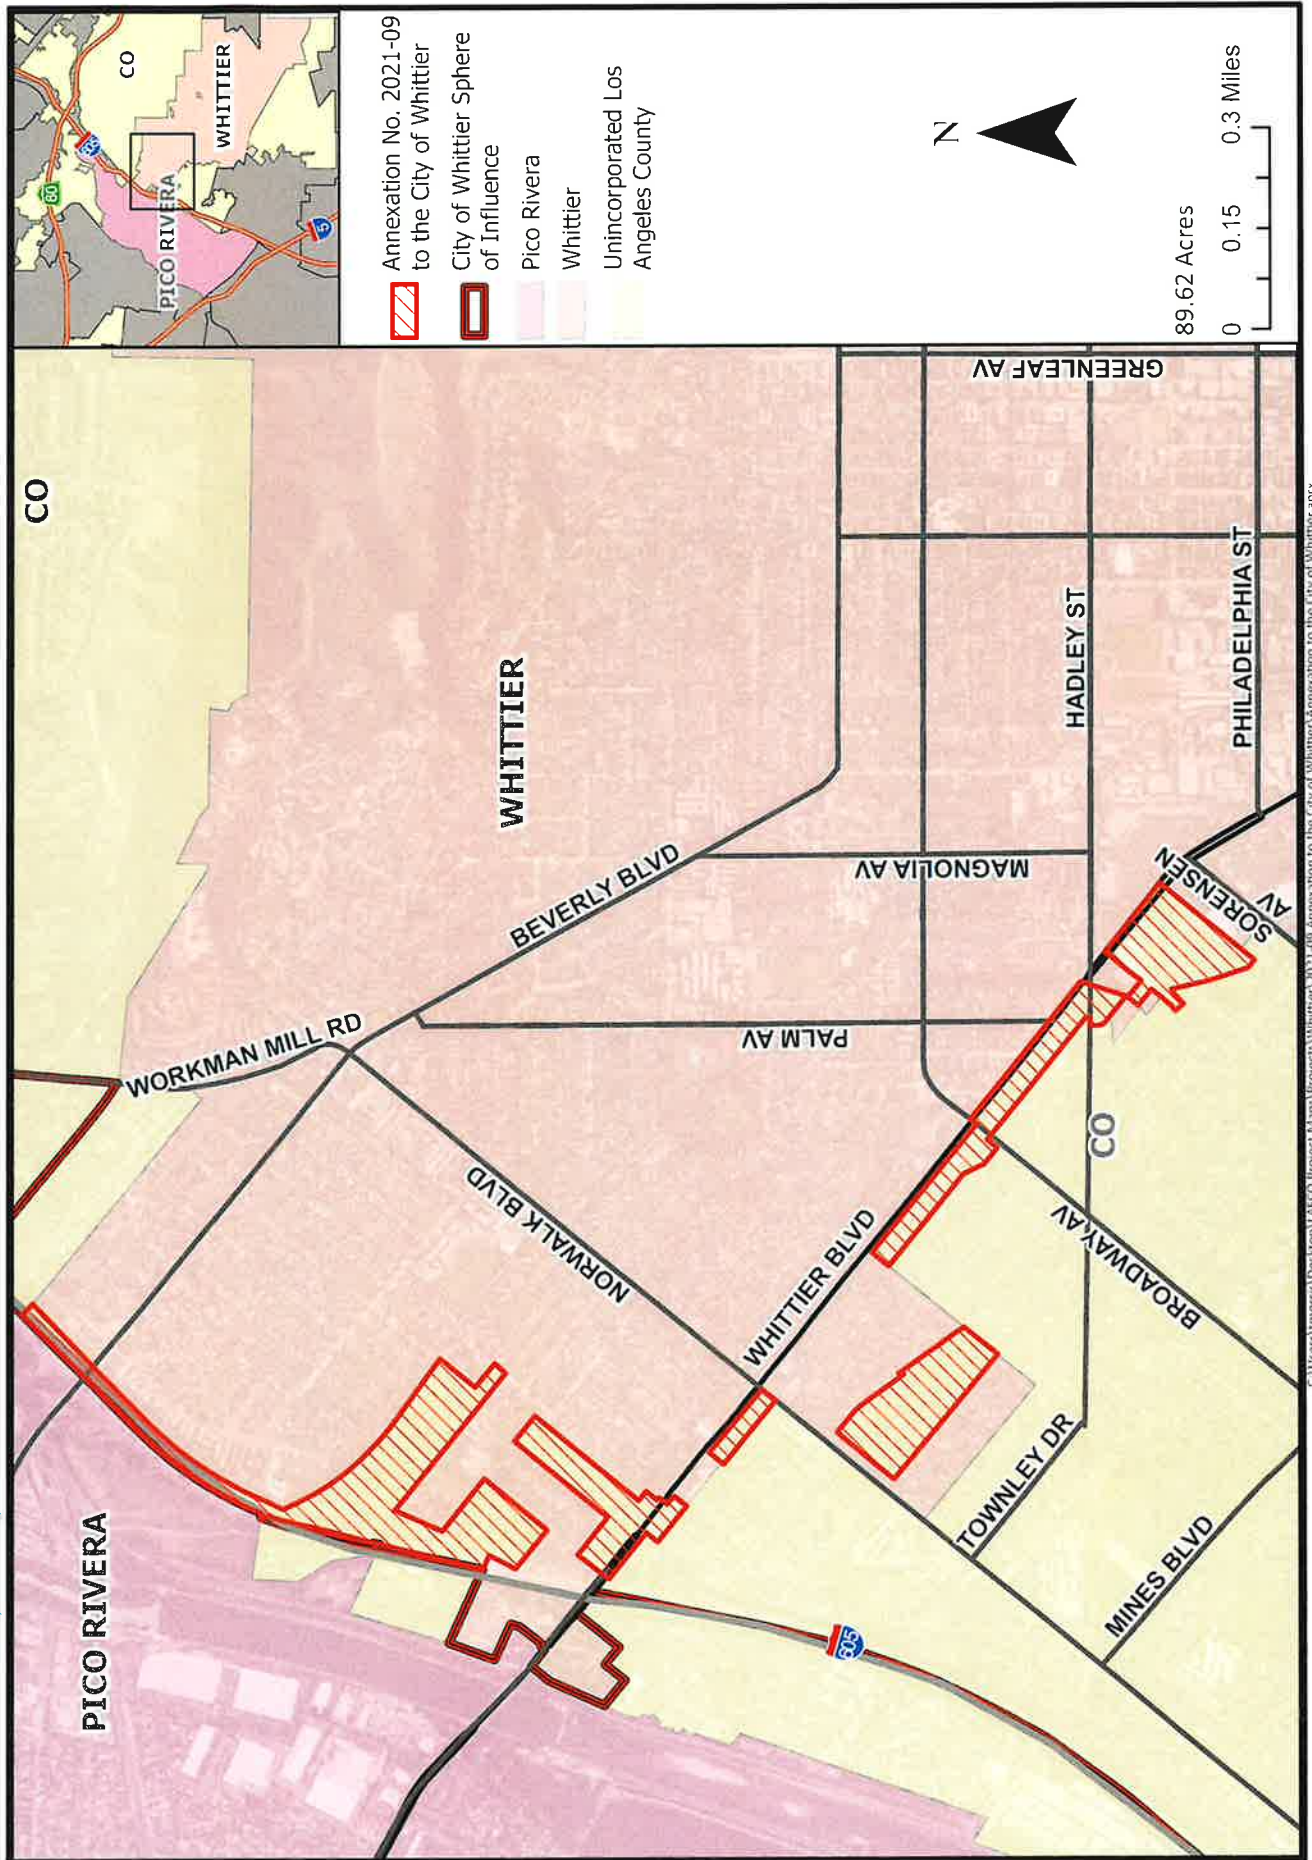 CO
WHITTIER
PICO RIVERA
605
60
5
Annexation No. 2021-09
to the City of Whittier
City of Whittier Sphere
of Influence
Pico Rivera
Whittier
Unincorporated Los
Angeles County
N
89.62 Acres
0 0.15 0.3 Miles
CO
PICO RIVERA
WHITTIER
WORKMAN MILL RD
BEVERLY BLVD
NORWALK BLVD
PALM AV
MAGNOLIA AV
GREENLEAF AV
HADLEY ST
PHILADELPHIA ST
WHITTIER BLVD
SORENSEN
AV
CO
BROADWAY AV
TOWNLEY DR
MINES BLVD
605